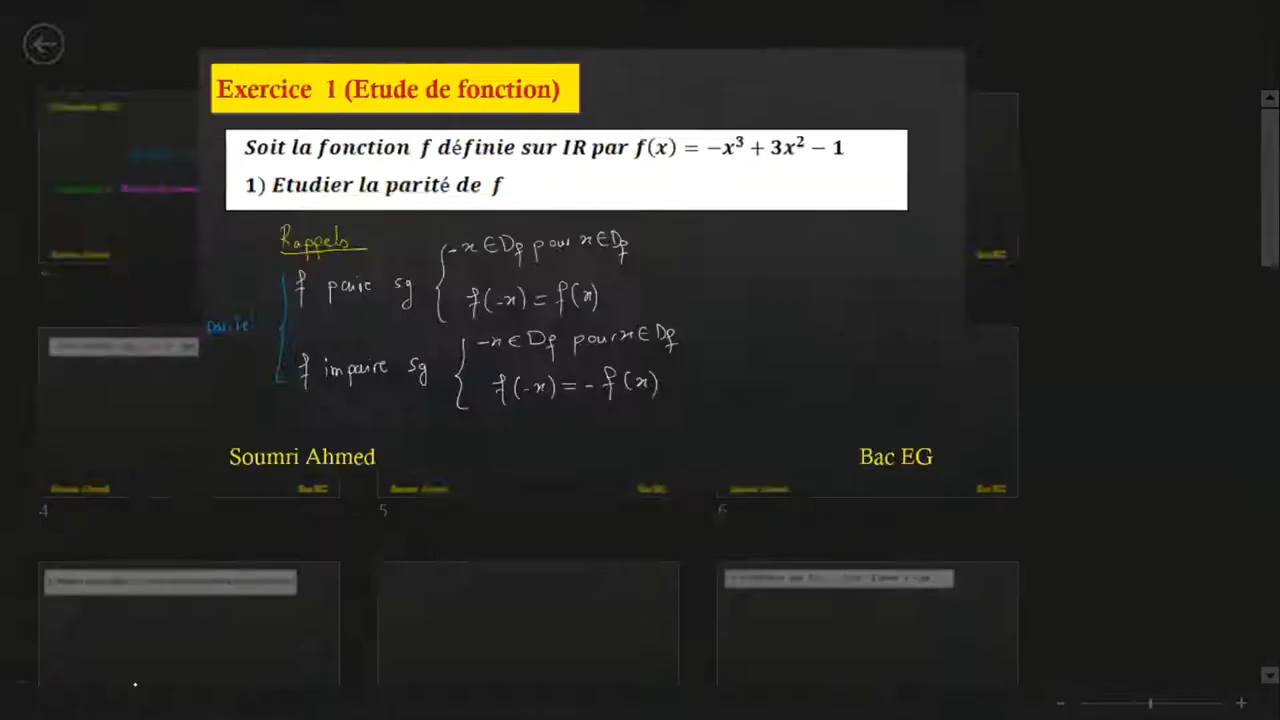 Exercice 1 (Etude de fonction)
Soit la fonction f définie sur IR par f(x) = −x³ + 3x² − 1
1) Etudier la parité de f
Rappels
-x ∈ Df pour x ∈ Df
f paire sg
f(-x) = f(x)
-x ∈ Df pour x ∈ Df
f impaire sg
f(-x) = - f(x)
Soumri Ahmed Bac EG
4 5 6